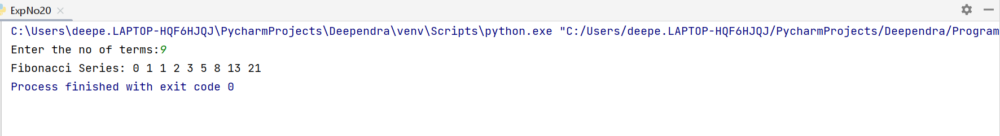 ExpNo20
C:\Users\deepe.LAPTOP-HQF6HJQJ\PycharmProjects\Deependra\venv\Scripts\python.exe "C:/Users/deepe.LAPTOP-HQF6HJQJ/PycharmProjects/Deependra/Program
Enter the no of terms:9
Fibonacci Series: 0 1 1 2 3 5 8 13 21
Process finished with exit code 0